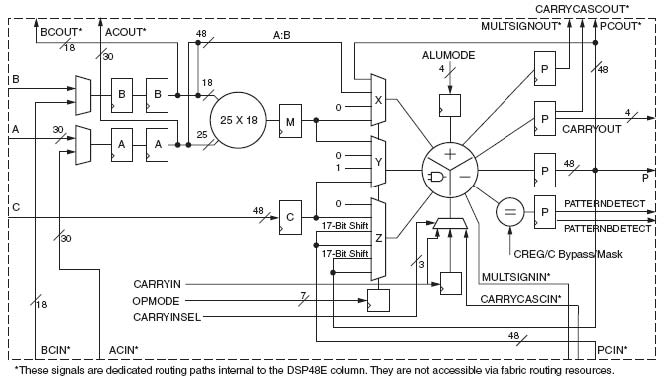 CARRYCASCOUT*
BCOUT* ACOUT* MULTSIGNOUT* PCOUT*
48 A:B
18 30
ALUMODE
48
4 P
B 18
X
B B
0
25 X 18 M P 4
CARRYOUT
A 30 25
A A
Y
0
1
+
−
P 48
P
C 48 C
0
17-Bit Shift
Z
= P PATTERNDETECT
PATTERNBDETECT
17-Bit Shift
30
CREG/C Bypass/Mask
3
MULTSIGNIN*
CARRYIN
CARRYCASCIN*
OPMODE 7
18
CARRYINSEL
48
BCIN* ACIN* PCIN*
*These signals are dedicated routing paths internal to the DSP48E column. They are not accessible via fabric routing resources.